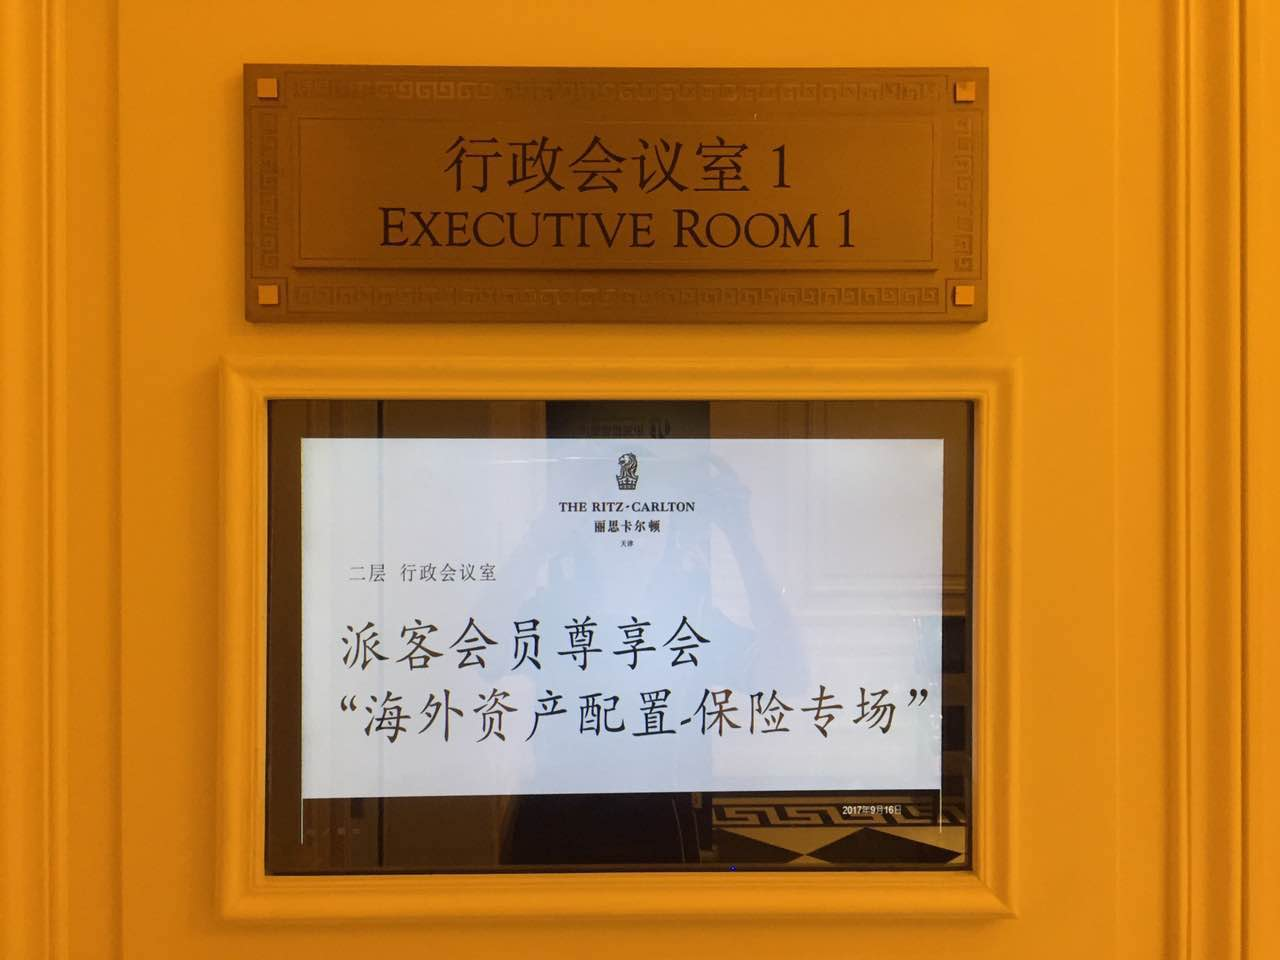 行政会议室 1
EXECUTIVE ROOM 1
THE RITZ-CARLTON
丽思卡尔顿
天津
二层 行政会议室
派客会员尊享会
“海外资产配置-保险专场”
2017年9月16日